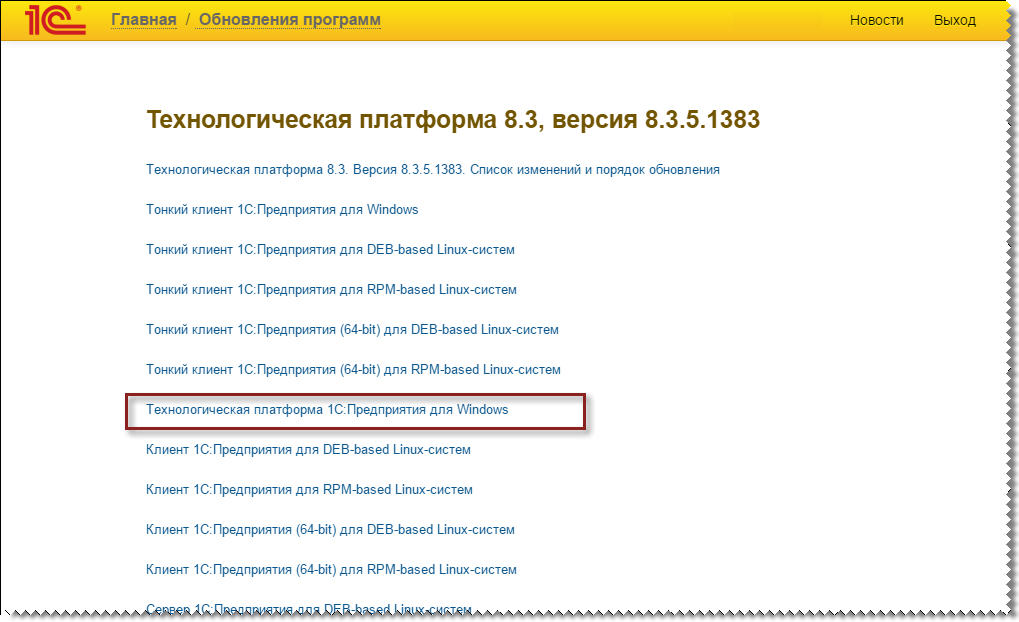 1С® Главная / Обновления программ Новости Выход
Технологическая платформа 8.3, версия 8.3.5.1383
Технологическая платформа 8.3. Версия 8.3.5.1383. Список изменений и порядок обновления
Тонкий клиент 1С:Предприятия для Windows
Тонкий клиент 1С:Предприятия для DEB-based Linux-систем
Тонкий клиент 1С:Предприятия для RPM-based Linux-систем
Тонкий клиент 1С:Предприятия (64-bit) для DEB-based Linux-систем
Тонкий клиент 1С:Предприятия (64-bit) для RPM-based Linux-систем
Технологическая платформа 1С:Предприятия для Windows
Клиент 1С:Предприятия для DEB-based Linux-систем
Клиент 1С:Предприятия для RPM-based Linux-систем
Клиент 1С:Предприятия (64-bit) для DEB-based Linux-систем
Клиент 1С:Предприятия (64-bit) для RPM-based Linux-систем
Сервер 1С:Предприятия для DEB-based Linux-систем